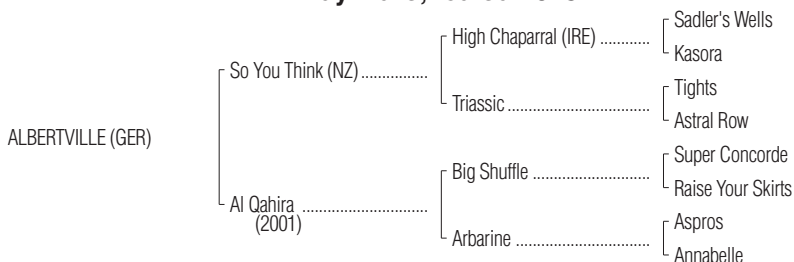 Sadler's Wells
High Chaparral (IRE) ............
Kasora
So You Think (NZ) ................
Tights
Triassic ..................................
Astral Row
ALBERTVILLE (GER)
Super Concorde
Big Shuffle ............................
Raise Your Skirts
Al Qahira ..............................
(2001)
Aspros
Arbarine ................................
Annabelle